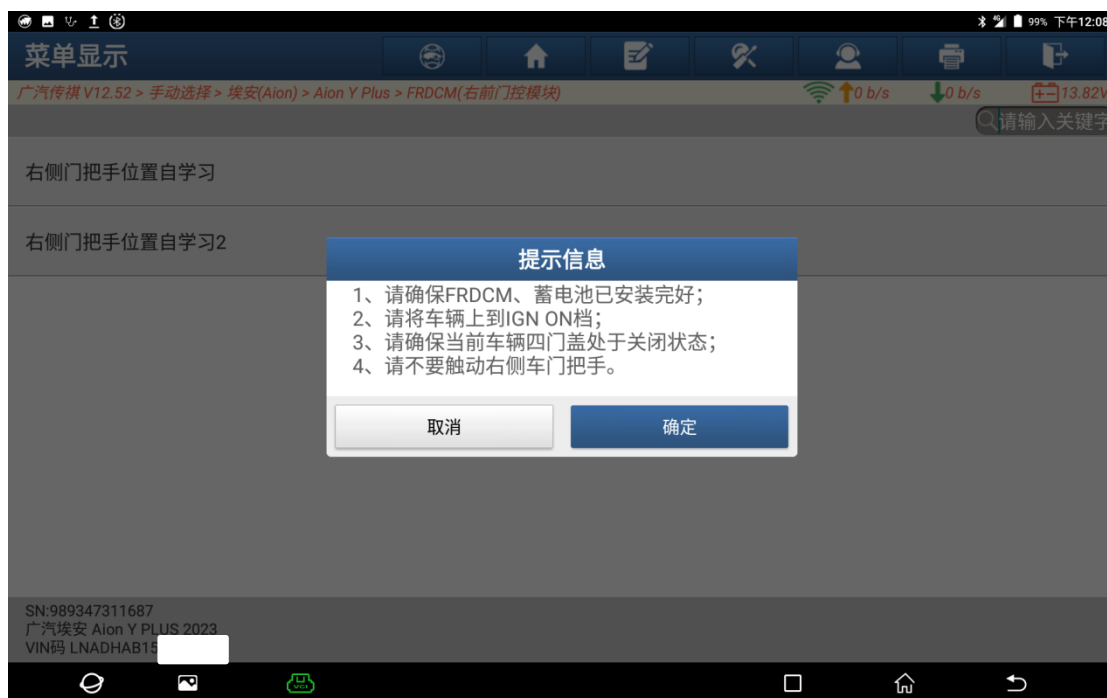 99% 下午12:08
菜单显示
广汽传祺 V12.52 > 手动选择 > 埃安(Aion) > Aion Y Plus > FRDCM(右前门控模块)
0 b/s
0 b/s
13.82V
请输入关键字
右侧门把手位置自学习
右侧门把手位置自学习2
提示信息
1、请确保FRDCM、蓄电池已安装完好；
2、请将车辆上到IGN ON档；
3、请确保当前车辆四门盖处于关闭状态；
4、请不要触动右侧车门把手。
取消
确定
SN:989347311687
广汽埃安 Aion Y PLUS 2023
VIN码 LNADHAB15
VCI